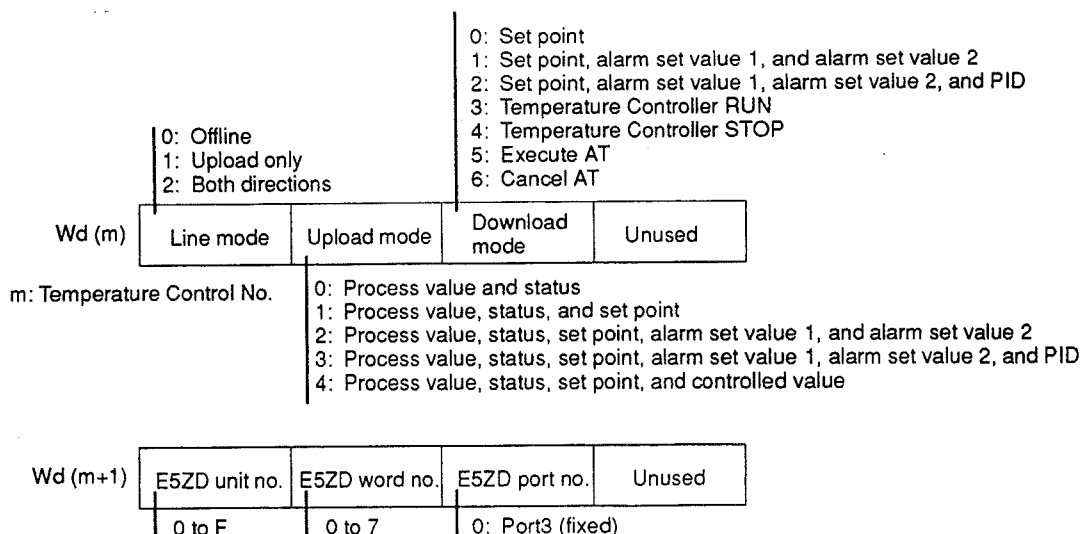 0: Set point
1: Set point, alarm set value 1, and alarm set value 2
2: Set point, alarm set value 1, alarm set value 2, and PID
3: Temperature Controller RUN
4: Temperature Controller STOP
5: Execute AT
6: Cancel AT
0: Offline
1: Upload only
2: Both directions
Wd (m) Line mode Upload mode Download mode Unused
m: Temperature Control No.
0: Process value and status
1: Process value, status, and set point
2: Process value, status, set point, alarm set value 1, and alarm set value 2
3: Process value, status, set point, alarm set value 1, alarm set value 2, and PID
4: Process value, status, set point, and controlled value
Wd (m+1) E5ZD unit no. E5ZD word no. E5ZD port no. Unused
0 to F 0 to 7 0: Port3 (fixed)